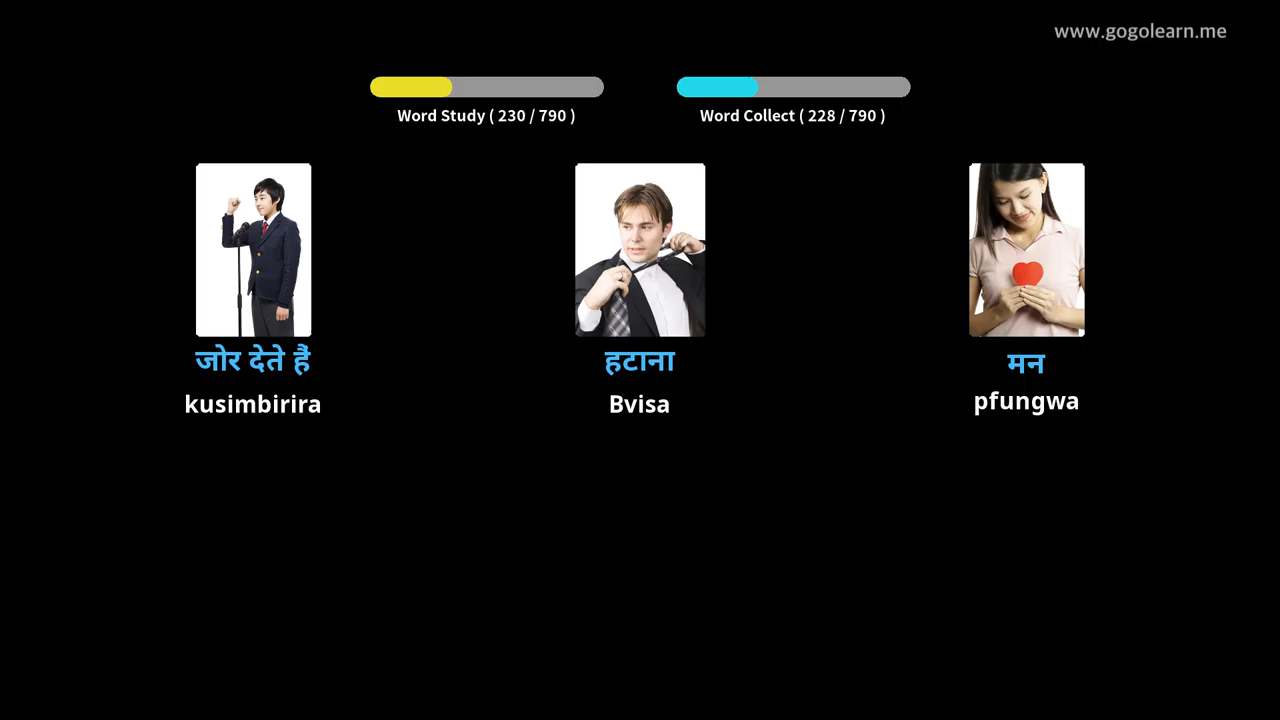 www.gogolearn.me
Word Study ( 230 / 790 )
Word Collect ( 228 / 790 )
जोर देते हैं
हटाना
मन
kusimbirira
Bvisa
pfungwa